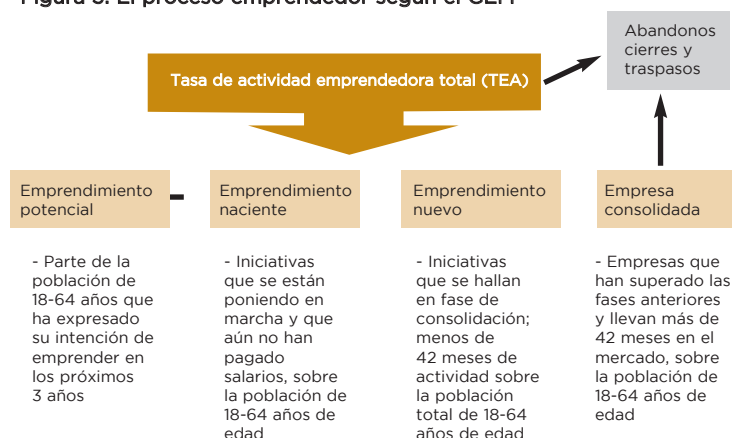 Abandonos
cierres y
traspasos
Tasa de actividad emprendedora total (TEA)
Emprendimiento
potencial
Emprendimiento
naciente
Emprendimiento
nuevo
Empresa
consolidada
- Parte de la
población de
18-64 años que
ha expresado
su intención de
emprender en
los próximos
3 años
- Iniciativas
que se están
poniendo en
marcha y que
aún no han
pagado
salarios, sobre
la población de
18-64 años de
edad
- Iniciativas
que se hallan
en fase de
consolidación;
menos de
42 meses de
actividad sobre
la población
total de 18-64
años de edad
- Empresas que
han superado las
fases anteriores
y llevan más de
42 meses en el
mercado, sobre
la población de
18-64 años de
edad